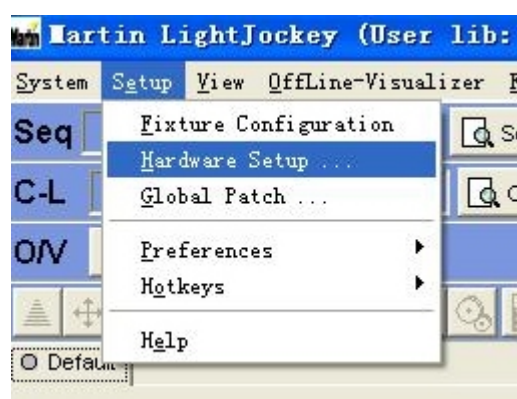 Martin Martin LightJockey (User lib:
System Setup View OffLine-Visualizer
Seq
Fixture Configuration
Hardware Setup ...
C-L
Global Patch ...
O/V
Preferences
Hotkeys
Help
Default